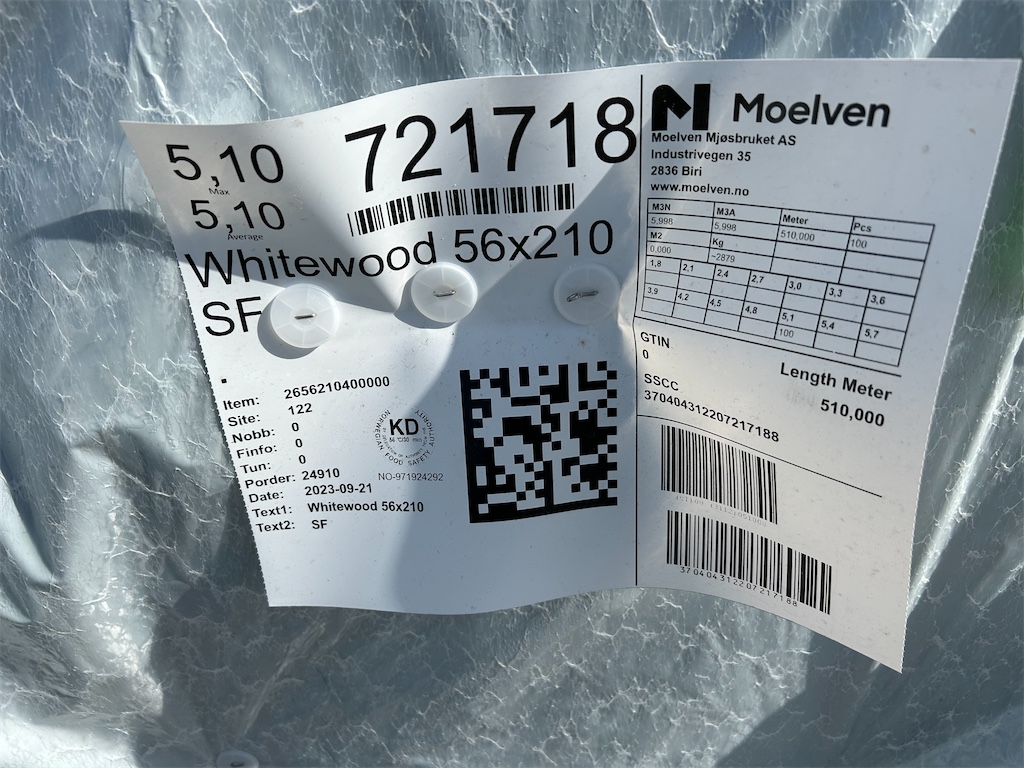 5,10
Max
5,10
Average
721718
Whitewood 56x210
SF
.
Item: 2656210400000
Site: 122
Nobb: 0
Finfo: 0
Tun: 0
Porder: 24910
Date: 2023-09-21
Text1: Whitewood 56x210
Text2: SF
NORWEGIAN FOOD SAFETY AUTHORITY
KD
NO-971924292
Moelven
Moelven Mjøsbruket AS
Industrivegen 35
2836 Biri
www.moelven.no
M3N M3A Meter Pcs
5,998 5,998 510,000 100
M2 Kg
0,000 ~2879
1,8 2,1 2,4 2,7 3,0 3,3 3,6
3,9 4,2 4,5 4,8 5,1 5,4 5,7
100
GTIN
0
Length Meter
510,000
SSCC
370404312207217188
370404312207217188